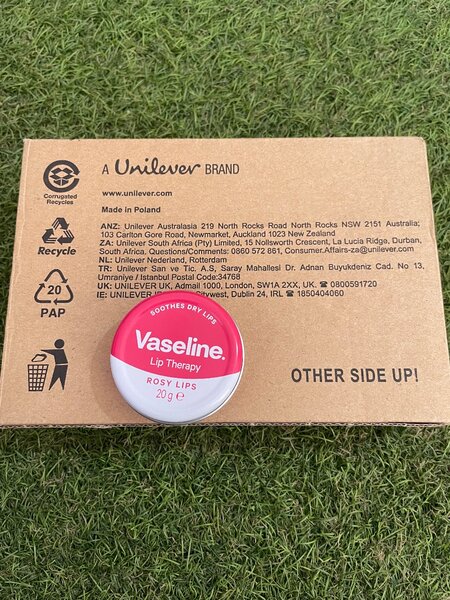 Corrugated
Recycles
A Unilever BRAND
www.unilever.com
Made in Poland
Recycle
ANZ: Unilever Australasia 219 North Rocks Road North Rocks NSW 2151 Australia;
103 Carlton Gore Road, Newmarket, Auckland 1023 New Zealand
ZA: Unilever South Africa (Pty) Limited, 15 Nollsworth Crescent, La Lucia Ridge, Durban,
South Africa, Questions/Comments: 0860 572 861, Consumer.Affairs-za@unilever.com
NL: Unilever Nederland, Rotterdam
TR: Unilever San ve Tic. A.S, Saray Mahallesi Dr. Adnan Buyukdeniz Cad. No 13,
Umraniye / Istanbul Postal Code:34768
UK: UNILEVER UK, Admail 1000, London, SW1A 2XX, UK. ☎ 0800591720
IE: UNILEVER Citywest, Dublin 24, IRL ☎ 1850404060
20
PAP
SOOTHES DRY LIPS
Vaseline.
Lip Therapy
ROSY LIPS
20 g ℮
OTHER SIDE UP!